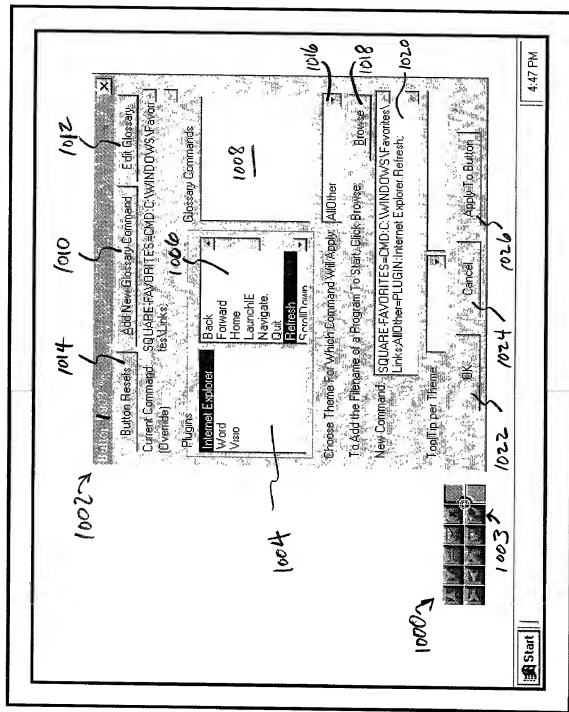 1002
1014
1010
1012
Button 1
Button Resets
Add New Glossary Command
Edit Glossary
Current Command:
(Override)
SQUARE-FAVORITES=CMD:C:\WINDOWS\Favori
tes\Links;
Plugins
Glossary Commands
Internet Explorer
Word
Visio
Back
Forward
Home
LaunchIE
Navigate.
Quit
Refresh
ScrollDown
1006
1008
1004
Choose Theme For Which Command Will Apply:
AllOther
1016
To Add the Filename of a Program To Start, Click Browse:
Browse
1018
New Command:
SQUARE-FAVORITES=CMD:C:\WINDOWS\Favorites\
Links;AllOther=PLUGIN:Internet Explorer.Refresh;
1020
ToolTip per Theme:
OK
Cancel
Apply To Button
1022
1024
1026
1000
1003
Start
4:47 PM